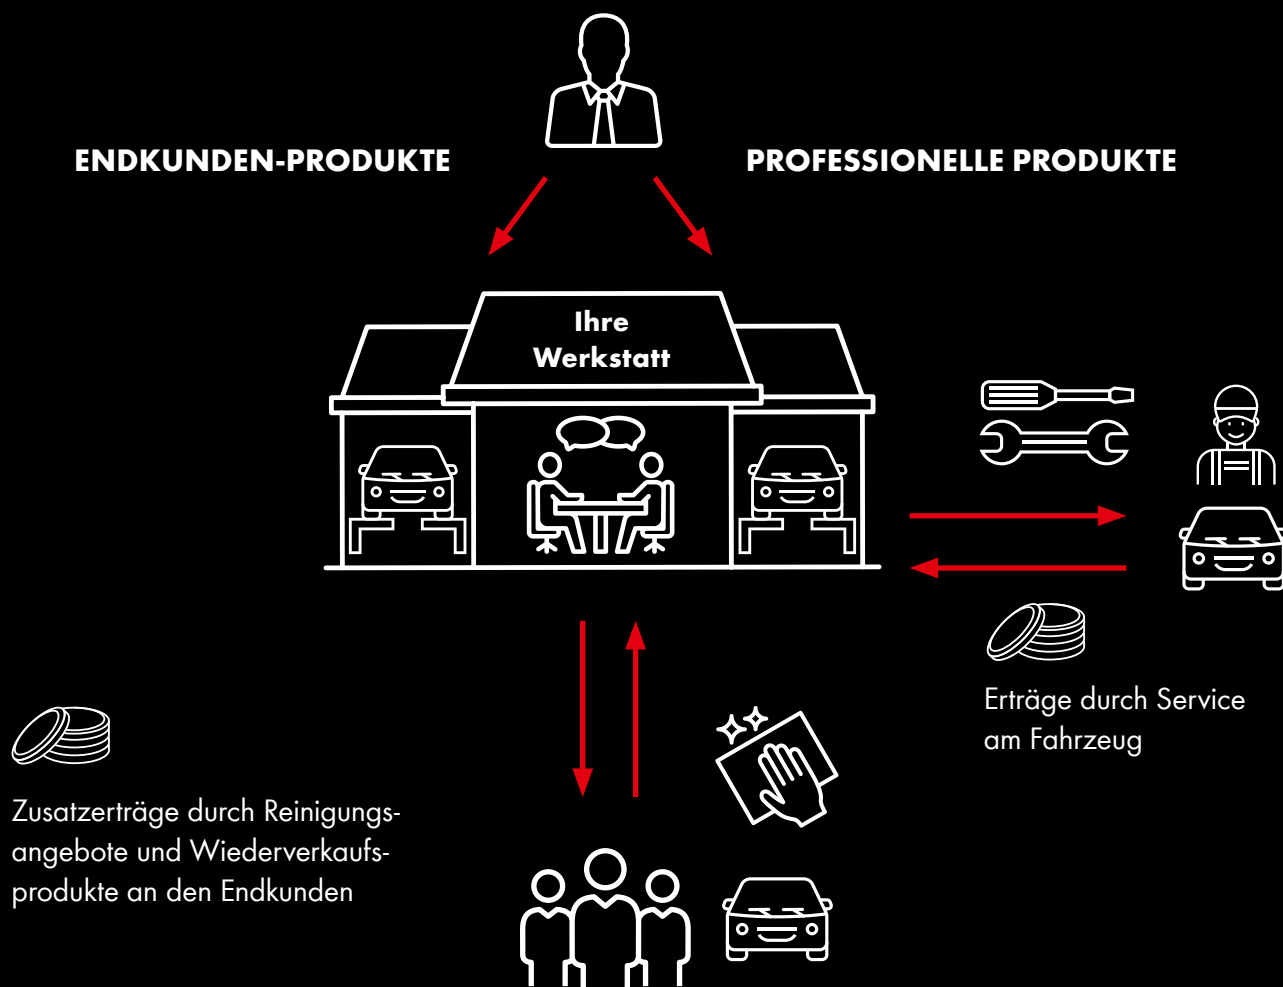 ENDKUNDEN-PRODUKTE
PROFESSIONELLE PRODUKTE
Ihre
Werkstatt
Erträge durch Service
am Fahrzeug
Zusatzerträge durch Reinigungs-
angebote und Wiederverkaufs-
produkte an den Endkunden